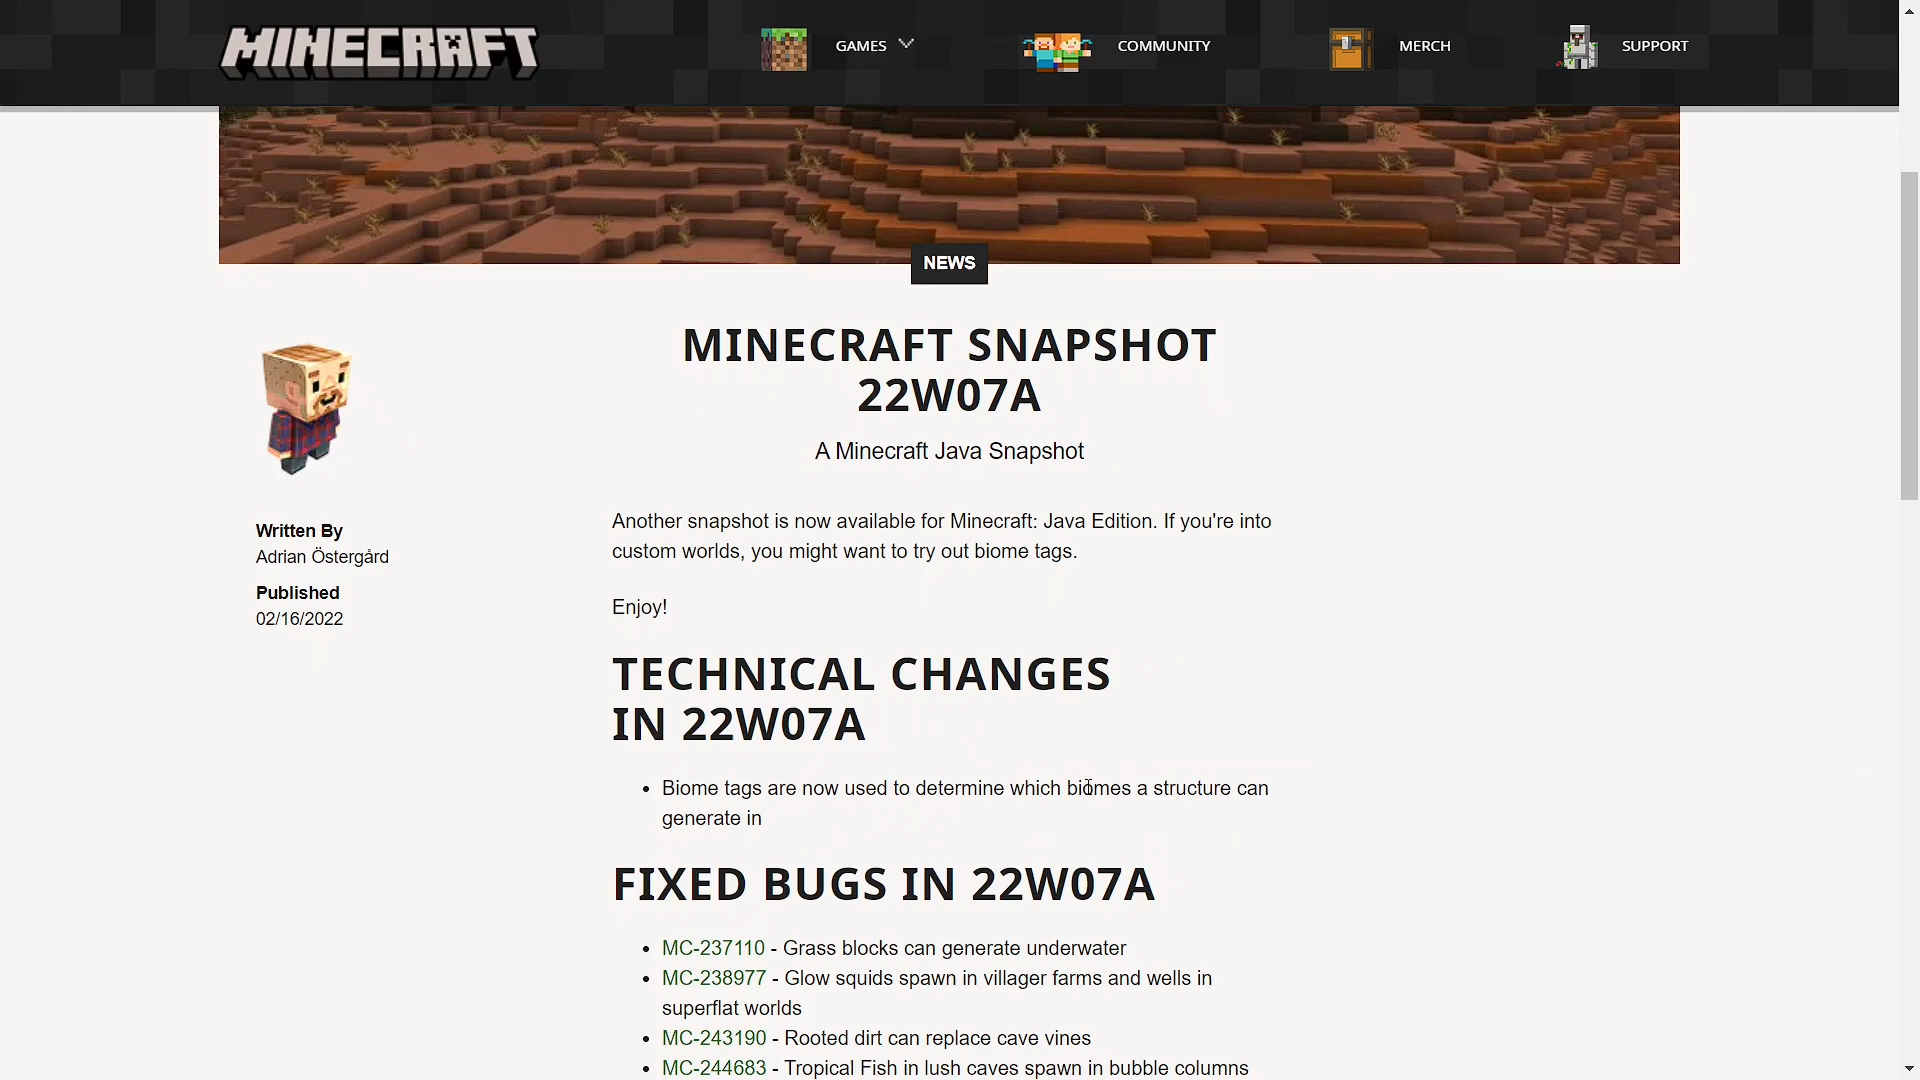 MINECRAFT
GAMES
COMMUNITY
MERCH
SUPPORT
NEWS
MINECRAFT SNAPSHOT
22W07A
A Minecraft Java Snapshot
Written By
Adrian Östergård
Published
02/16/2022
Another snapshot is now available for Minecraft: Java Edition. If you're into
custom worlds, you might want to try out biome tags.
Enjoy!
TECHNICAL CHANGES
IN 22W07A
• Biome tags are now used to determine which biomes a structure can
generate in
FIXED BUGS IN 22W07A
• MC-237110 - Grass blocks can generate underwater
• MC-238977 - Glow squids spawn in villager farms and wells in
superflat worlds
• MC-243190 - Rooted dirt can replace cave vines
• MC-244683 - Tropical Fish in lush caves spawn in bubble columns